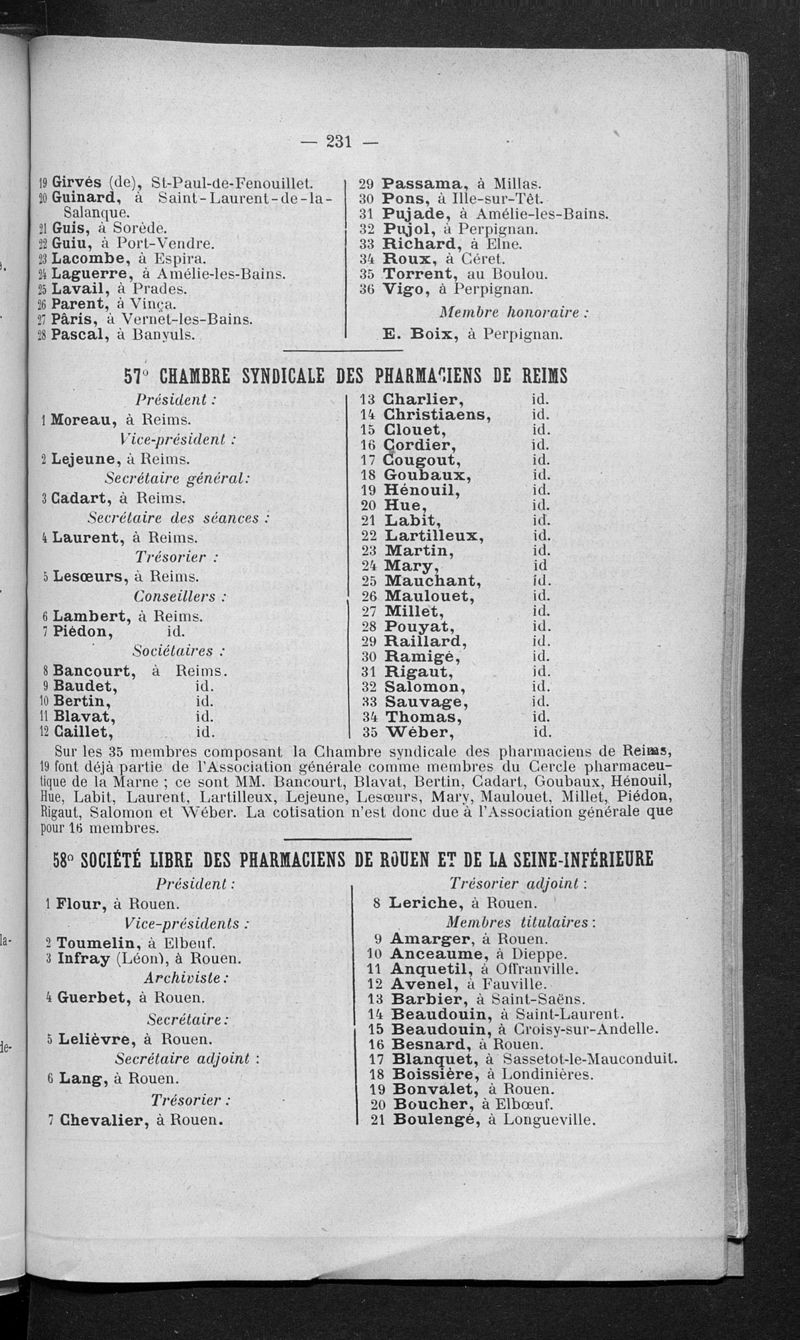 — 231 —
19 Girvés (de), St-Paul-de-Fenouillet.
20 Guinard, à Saint-Laurent-de-la-
Salanque.
21 Guis, à Sorède.
22 Guiu, à Port-Vendre.
23 Lacombe, à Espira.
24 Laguerre, à Amélie-les-Bains.
25 Lavail, à Prades.
26 Parent, à Vinça.
27 Pâris, à Vernet-les-Bains.
28 Pascal, à Banyuls.
29 Passama, à Millas.
30 Pons, à Ille-sur-Têt.
31 Pujade, à Amélie-les-Bains.
32 Pujol, à Perpignan.
33 Richard, à Elne.
34 Roux, à Céret.
35 Torrent, au Boulou.
36 Vigo, à Perpignan.
Membre honoraire :
E. Boix, à Perpignan.
57° CHAMBRE SYNDICALE DES PHARMACIENS DE REIMS
Président :
1 Moreau, à Reims.
Vice-président :
2 Lejeune, à Reims.
Secrétaire général :
3 Cadart, à Reims.
Secrétaire des séances :
4 Laurent, à Reims.
Trésorier :
5 Lesœurs, à Reims.
Conseillers :
6 Lambert, à Reims.
7 Piédon, id.
Sociétaires :
8 Bancourt, à Reims.
9 Baudet, id.
10 Bertin, id.
11 Blavat, id.
12 Caillet, id.
13 Charlier, id.
14 Christiaens, id.
15 Clouet, id.
16 Cordier, id.
17 Cougout, id.
18 Goubaux, id.
19 Hénouil, id.
20 Hue, id.
21 Labit, id.
22 Lartilleux, id.
23 Martin, id.
24 Mary, id
25 Mauchant, id.
26 Maulouet, id.
27 Millet, id.
28 Pouyat, id.
29 Raillard, id.
30 Ramigé, id.
31 Rigaut, id.
32 Salomon, id.
33 Sauvage, id.
34 Thomas, id.
35 Wéber, id.
Sur les 35 membres composant la Chambre syndicale des pharmaciens de Reims,
19 font déjà partie de l'Association générale comme membres du Cercle pharmaceu-
tique de la Marne ; ce sont MM. Bancourt, Blavat, Bertin, Cadart, Goubaux, Hénouil,
Hue, Labit, Laurent, Lartilleux, Lejeune, Lesœurs, Mary, Maulouet, Millet, Piédon,
Rigaut, Salomon et Wéber. La cotisation n'est donc due à l'Association générale que
pour 16 membres.
58° SOCIÉTÉ LIBRE DES PHARMACIENS DE ROUEN ET DE LA SEINE-INFÉRIEURE
Président :
1 Flour, à Rouen.
Vice-présidents :
2 Toumelin, à Elbeuf.
3 Infray (Léon), à Rouen.
Archiviste :
4 Guerbet, à Rouen.
Secrétaire :
5 Lelièvre, à Rouen.
Secrétaire adjoint :
6 Lang, à Rouen.
Trésorier :
7 Chevalier, à Rouen.
Trésorier adjoint :
8 Leriche, à Rouen.
Membres titulaires :
9 Amarger, à Rouen.
10 Anceaume, à Dieppe.
11 Anquetil, à Offranville.
12 Avenel, à Fauville.
13 Barbier, à Saint-Saëns.
14 Beaudouin, à Saint-Laurent.
15 Beaudouin, à Croisy-sur-Andelle.
16 Besnard, à Rouen.
17 Blanquet, à Sassetot-le-Mauconduit.
18 Boissière, à Londinières.
19 Bonvalet, à Rouen.
20 Boucher, à Elbœuf.
21 Boulengé, à Longueville.
la-
de-